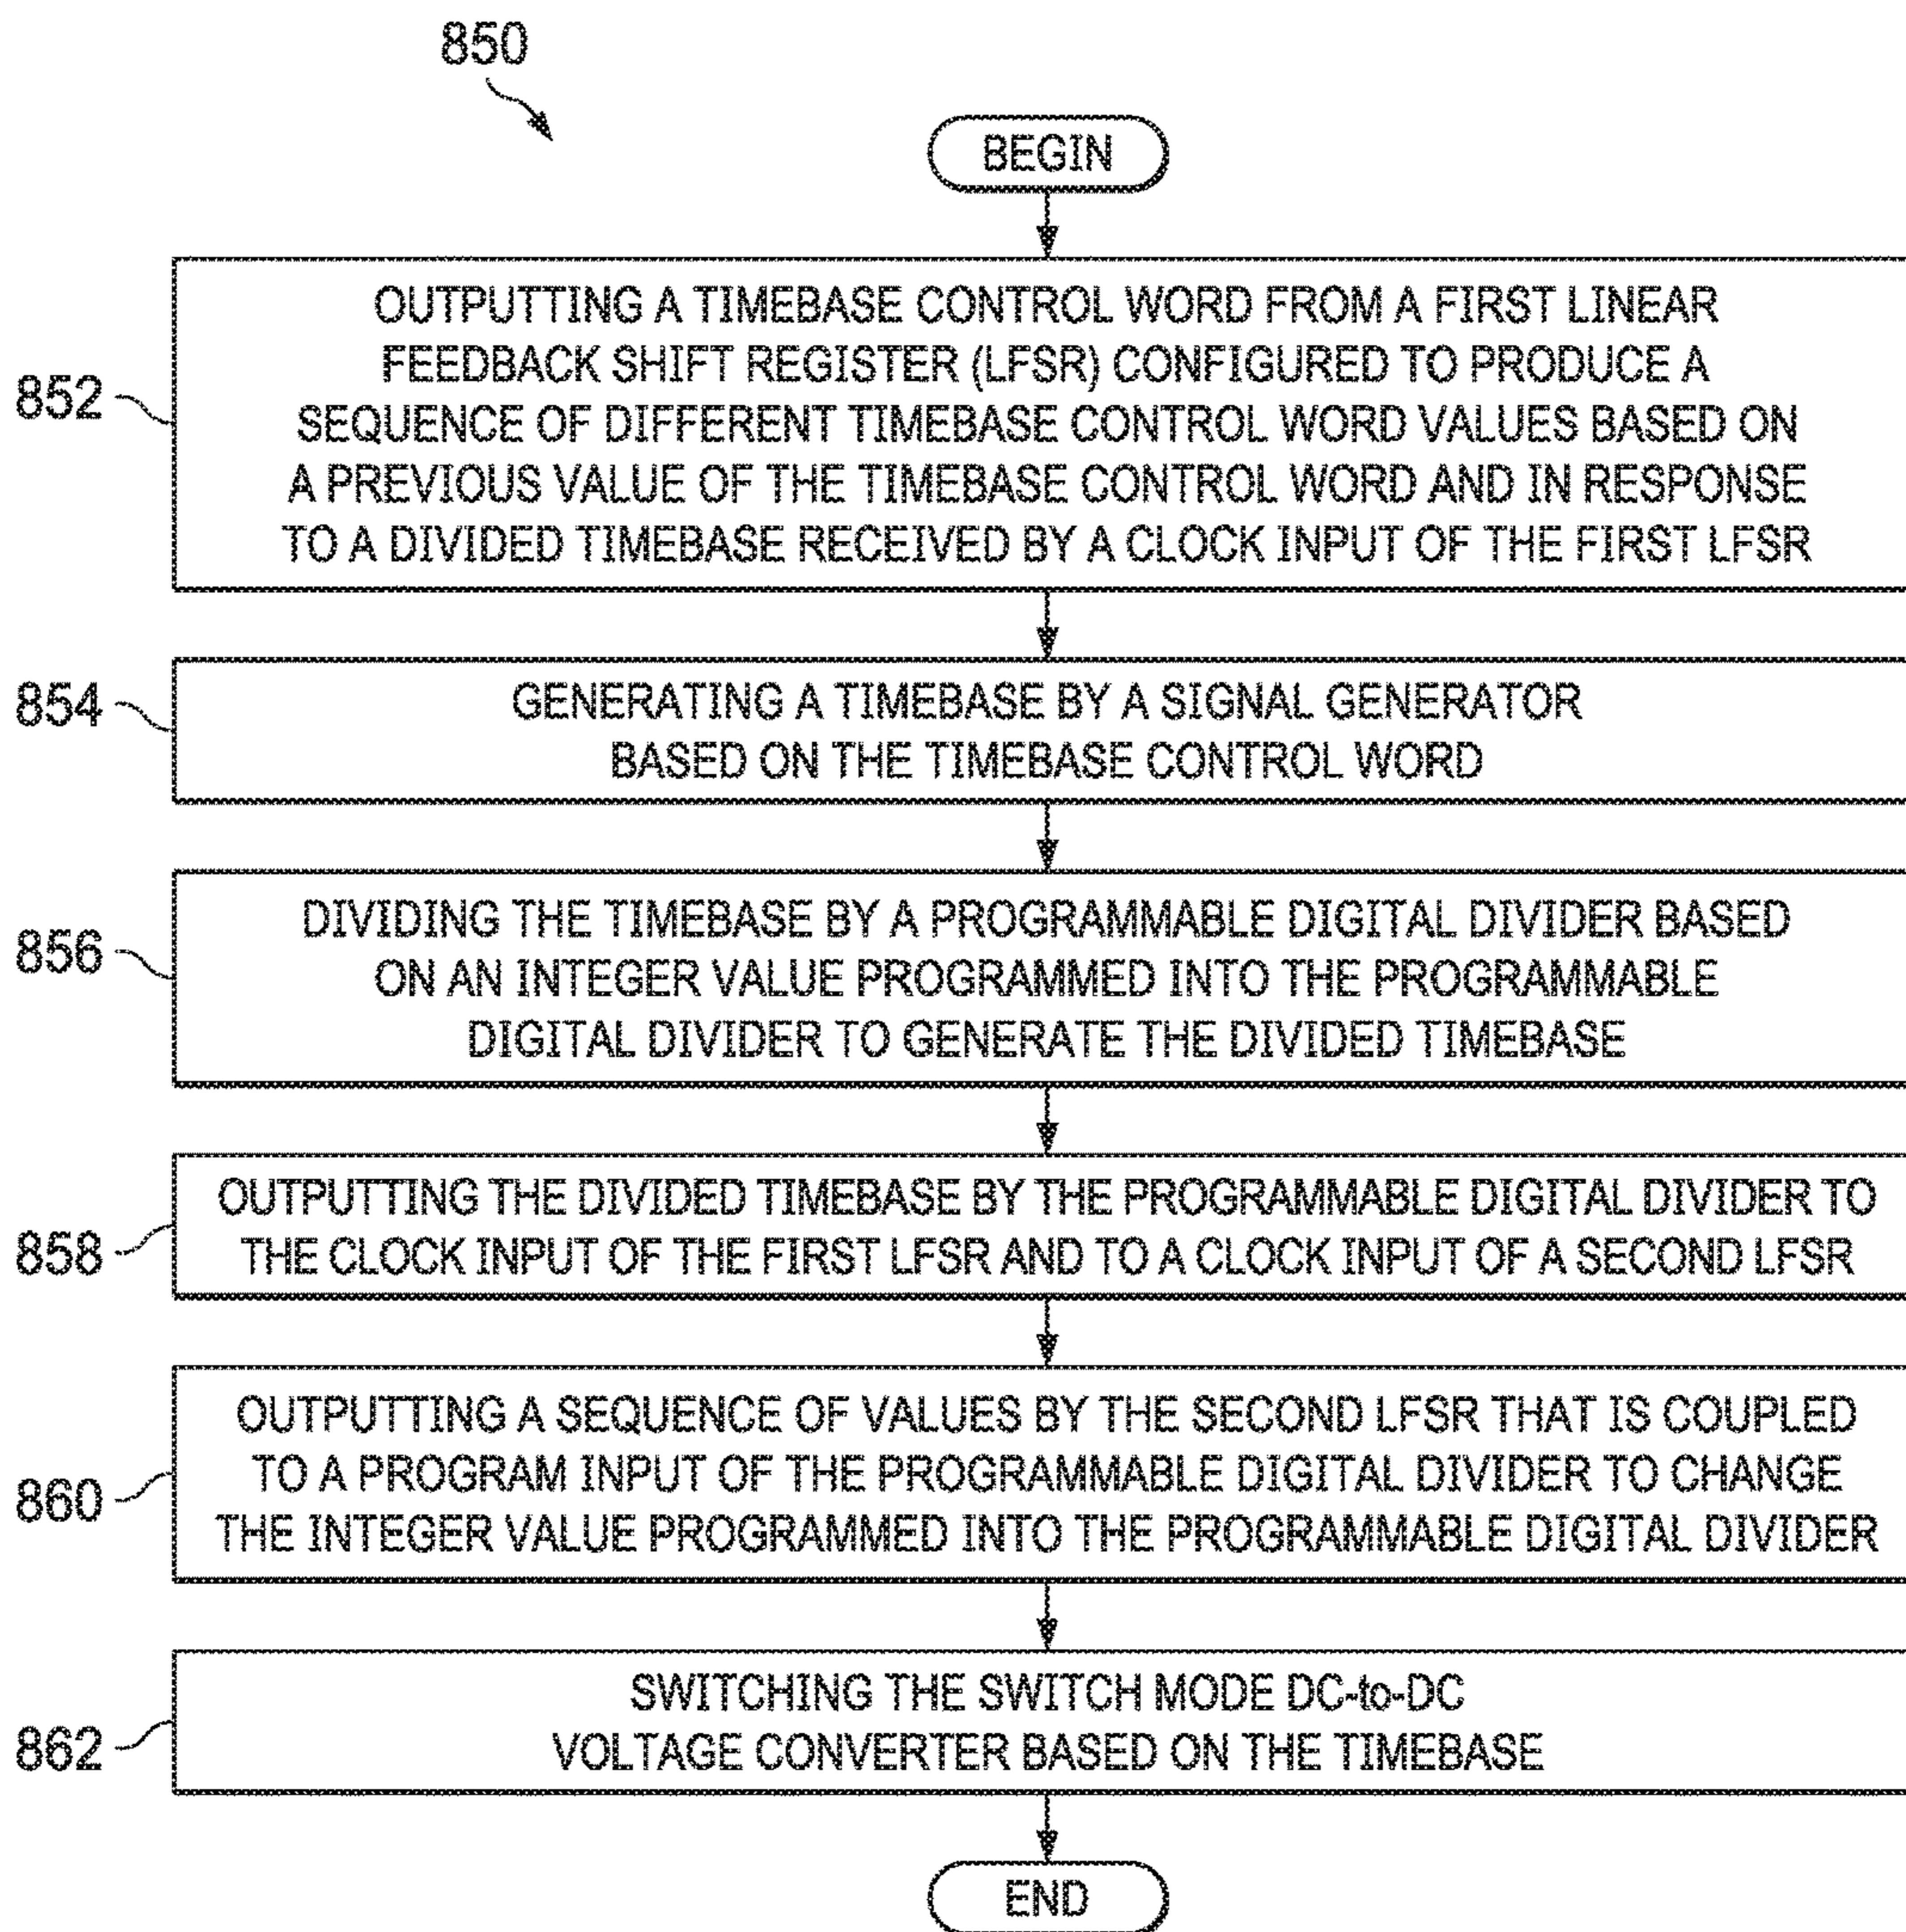 850
BEGIN
852
OUTPUTTING A TIMEBASE CONTROL WORD FROM A FIRST LINEAR
FEEDBACK SHIFT REGISTER (LFSR) CONFIGURED TO PRODUCE A
SEQUENCE OF DIFFERENT TIMEBASE CONTROL WORD VALUES BASED ON
A PREVIOUS VALUE OF THE TIMEBASE CONTROL WORD AND IN RESPONSE
TO A DIVIDED TIMEBASE RECEIVED BY A CLOCK INPUT OF THE FIRST LFSR
854
GENERATING A TIMEBASE BY A SIGNAL GENERATOR
BASED ON THE TIMEBASE CONTROL WORD
856
DIVIDING THE TIMEBASE BY A PROGRAMMABLE DIGITAL DIVIDER BASED
ON AN INTEGER VALUE PROGRAMMED INTO THE PROGRAMMABLE
DIGITAL DIVIDER TO GENERATE THE DIVIDED TIMEBASE
858
OUTPUTTING THE DIVIDED TIMEBASE BY THE PROGRAMMABLE DIGITAL DIVIDER TO
THE CLOCK INPUT OF THE FIRST LFSR AND TO A CLOCK INPUT OF A SECOND LFSR
860
OUTPUTTING A SEQUENCE OF VALUES BY THE SECOND LFSR THAT IS COUPLED
TO A PROGRAM INPUT OF THE PROGRAMMABLE DIGITAL DIVIDER TO CHANGE
THE INTEGER VALUE PROGRAMMED INTO THE PROGRAMMABLE DIGITAL DIVIDER
862
SWITCHING THE SWITCH MODE DC-to-DC
VOLTAGE CONVERTER BASED ON THE TIMEBASE
END